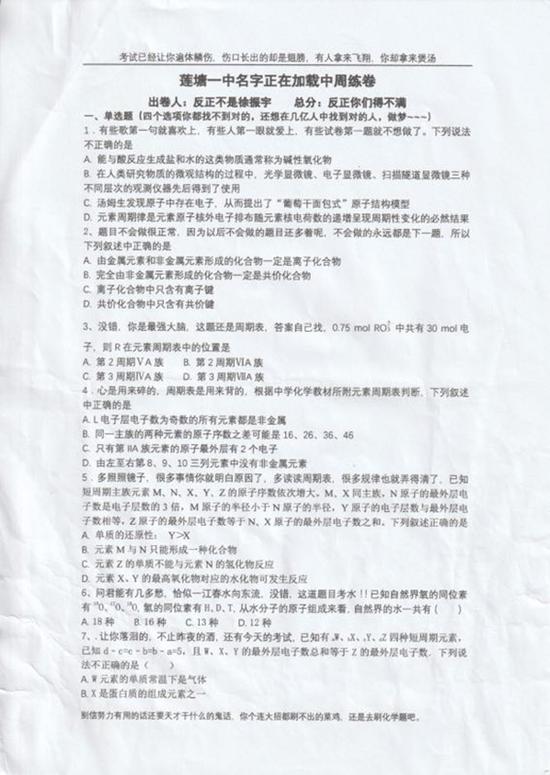 考试已经让你遍体鳞伤，伤口长出的却是翅膀，有人拿来飞翔，你却拿来煲汤
莲塘一中名字正在加载中周练卷
出卷人：反正不是徐振宇　　总分：反正你们得不满
一、单选题（四个选项你都找不到对的，还想在几亿人中找到对的人，做梦~~~）
1．有些歌第一句就喜欢上，有些人第一眼就爱上，有些试卷第一题就不想做了。下列说法
不正确的是
A. 能与酸反应生成盐和水的这类物质通常称为碱性氧化物
B. 在人类研究物质的微观结构的过程中，光学显微镜、电子显微镜、扫描隧道显微镜三种
不同层次的观测仪器先后得到了使用
C. 汤姆生发现原子中存在电子，从而提出了“葡萄干面包式”原子结构模型
D. 元素周期律是元素原子核外电子排布随元素核电荷数的递增呈现周期性变化的必然结果
2、题目不会做很正常，因为以后不会做的题目还多着呢，不会做的永远都是下一题，所以
下列叙述中正确的是
A. 由金属元素和非金属元素形成的化合物一定是离子化合物
B. 完全由非金属元素形成的化合物一定是共价化合物
C. 离子化合物中只含有离子键
D. 共价化合物中只含有共价键
3、没错，你是最强大脑，这题还是周期表，答案自己找，0.75 mol RO₃²⁻ 中共有 30 mol 电
子，则 R 在元素周期表中的位置是
A. 第 2 周期ⅤA 族　B. 第 2 周期ⅥA 族
C. 第 3 周期ⅣA 族　D. 第 3 周期ⅦA 族
4．心是用来碎的，周期表是用来背的，根据中学化学教材所附元素周期表判断，下列叙述
中正确的是
A. L 电子层电子数为奇数的所有元素都是非金属
B. 同一主族的两种元素的原子序数之差可能是 16、26、36、46
C. 只有第ⅡA 族元素的原子最外层有 2 个电子
D. 由左至右第 8、9、10 三列元素中没有非金属元素
5．多照照镜子，很多事情你就明白原因了，多读读周期表，很多规律也就弄得清了，已知
短周期主族元素 M、N、X、Y、Z 的原子序数依次增大，M、X 同主族，N 原子的最外层电
子数是电子层数的 3 倍，M 原子的半径小于 N 原子的半径，Y 原子的电子层数与最外层电
子数相等，Z 原子的最外层电子数等于 N、X 原子的最外层电子数之和。下列叙述正确的是
A. 单质的还原性：Y>X
B. 元素 M 与 N 只能形成一种化合物
C. 元素 Z 的单质不能与元素 N 的氢化物反应
D. 元素 X、Y 的最高氧化物对应的水化物可发生反应
6、问君能有几多愁，恰似一江春水向东流，没错，这道题目考水！！已知自然界氧的同位素
有¹⁶O、¹⁷O、¹⁸O，氢的同位素有 H、D、T，从水分子的原子组成来看，自然界的水一共有（　）
A. 18 种　B. 16 种　C. 13 种　D. 12 种
7、．让你落泪的，不止昨夜的酒，还有今天的考试，已知有 W、X、Y、Z 四种短周期元素，
已知 d－c=c－b=b－a=5，且 W、X、Y 的最外层电子数总和等于 Z 的最外层电子数．下列说
法不正确的是（　）
A. W 元素的单质常温下是气体
B. X 是蛋白质的组成元素之一
别信努力有用的话还要天才干什么的鬼话，你个连大招都刷不出的菜鸡，还是去刷化学题吧。